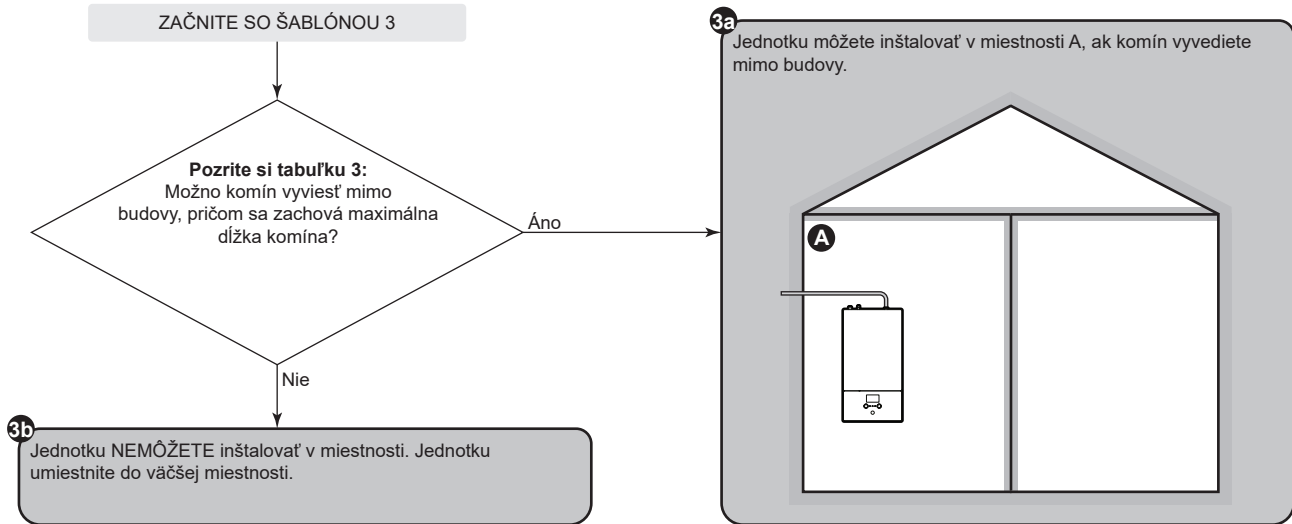 ZAČNITE SO ŠABLÓNOU 3
Pozrite si tabuľku 3:
Možno komín vyviesť mimo
budovy, pričom sa zachová maximálna
dĺžka komína?
Áno
Nie
3a
Jednotku môžete inštalovať v miestnosti A, ak komín vyvediete
mimo budovy.
A
3b
Jednotku NEMÔŽETE inštalovať v miestnosti. Jednotku
umiestnite do väčšej miestnosti.